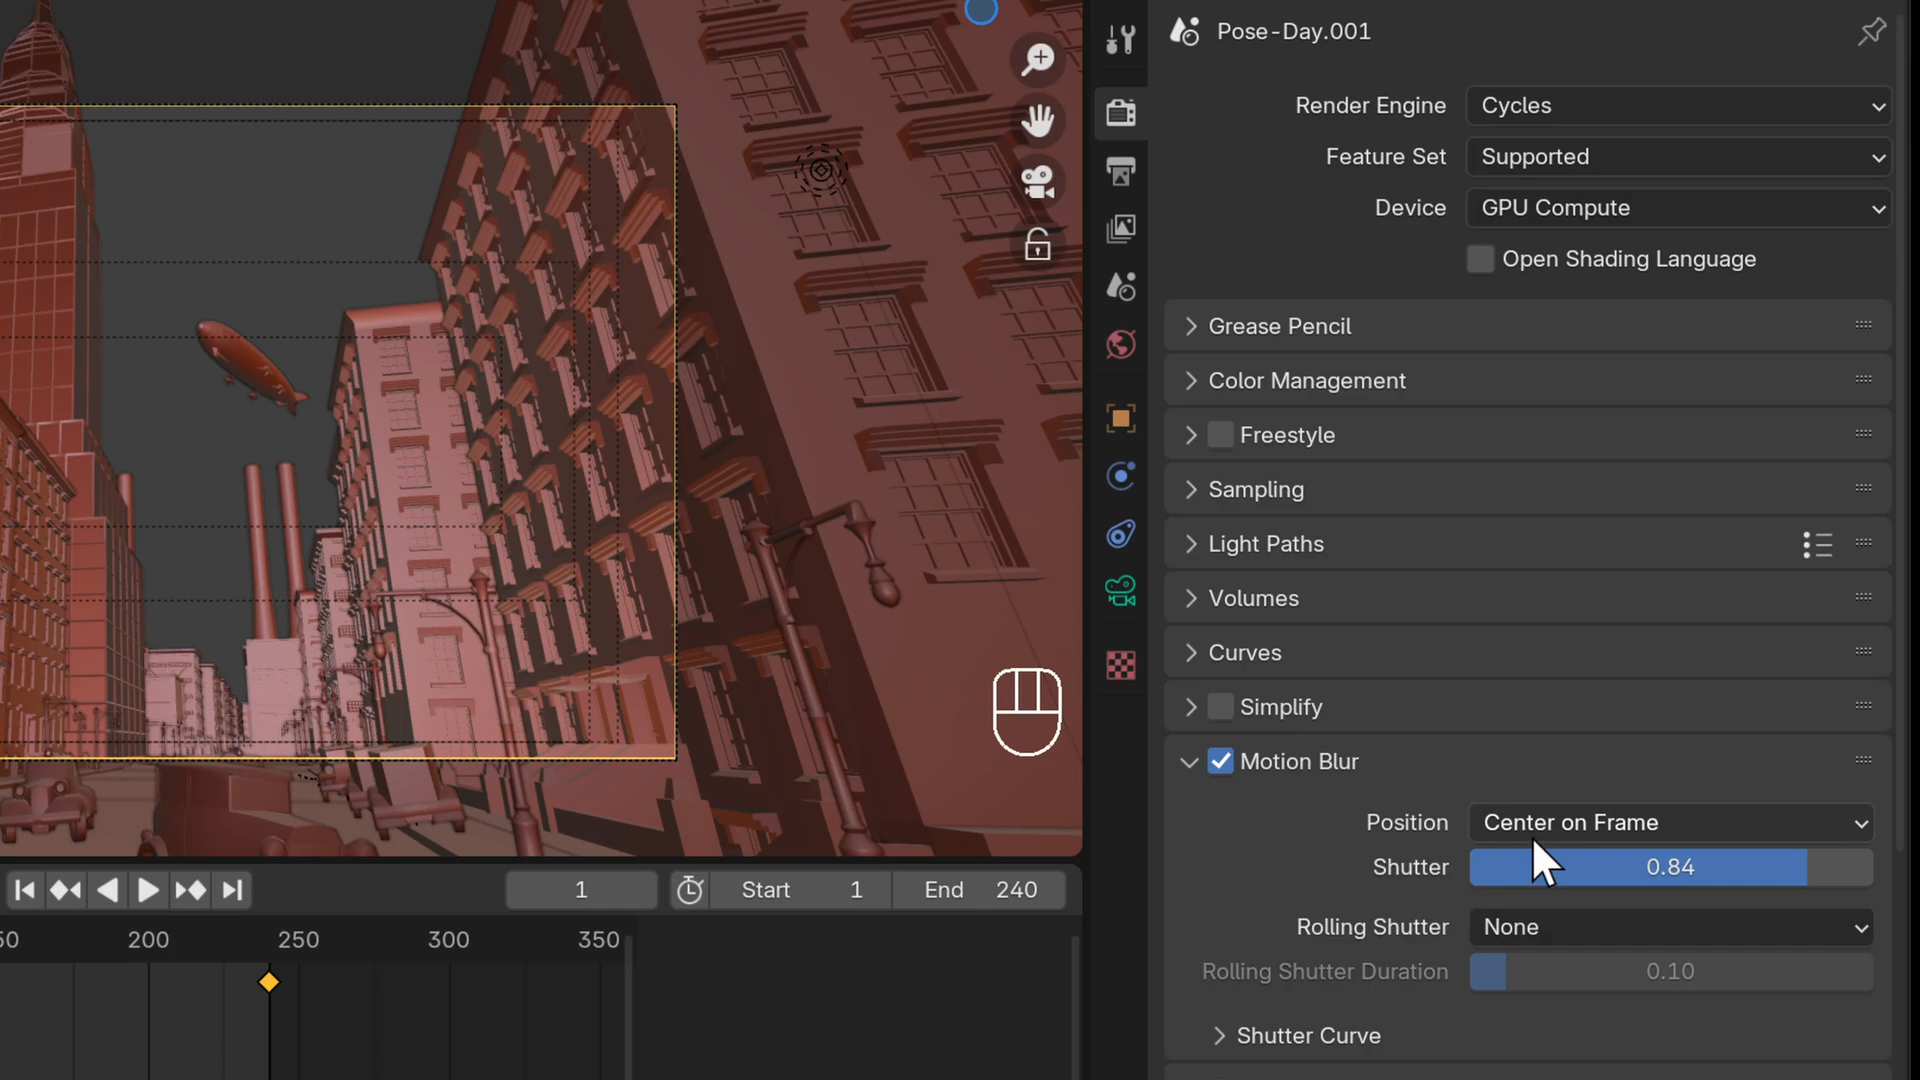 Pose-Day.001
Render Engine Cycles
Feature Set Supported
Device GPU Compute
Open Shading Language
Grease Pencil
Color Management
Freestyle
Sampling
Light Paths
Volumes
Curves
Simplify
Motion Blur
Position Center on Frame
Shutter 0.84
Rolling Shutter None
Rolling Shutter Duration 0.10
Shutter Curve
1 Start 1 End 240
50 200 250 300 350